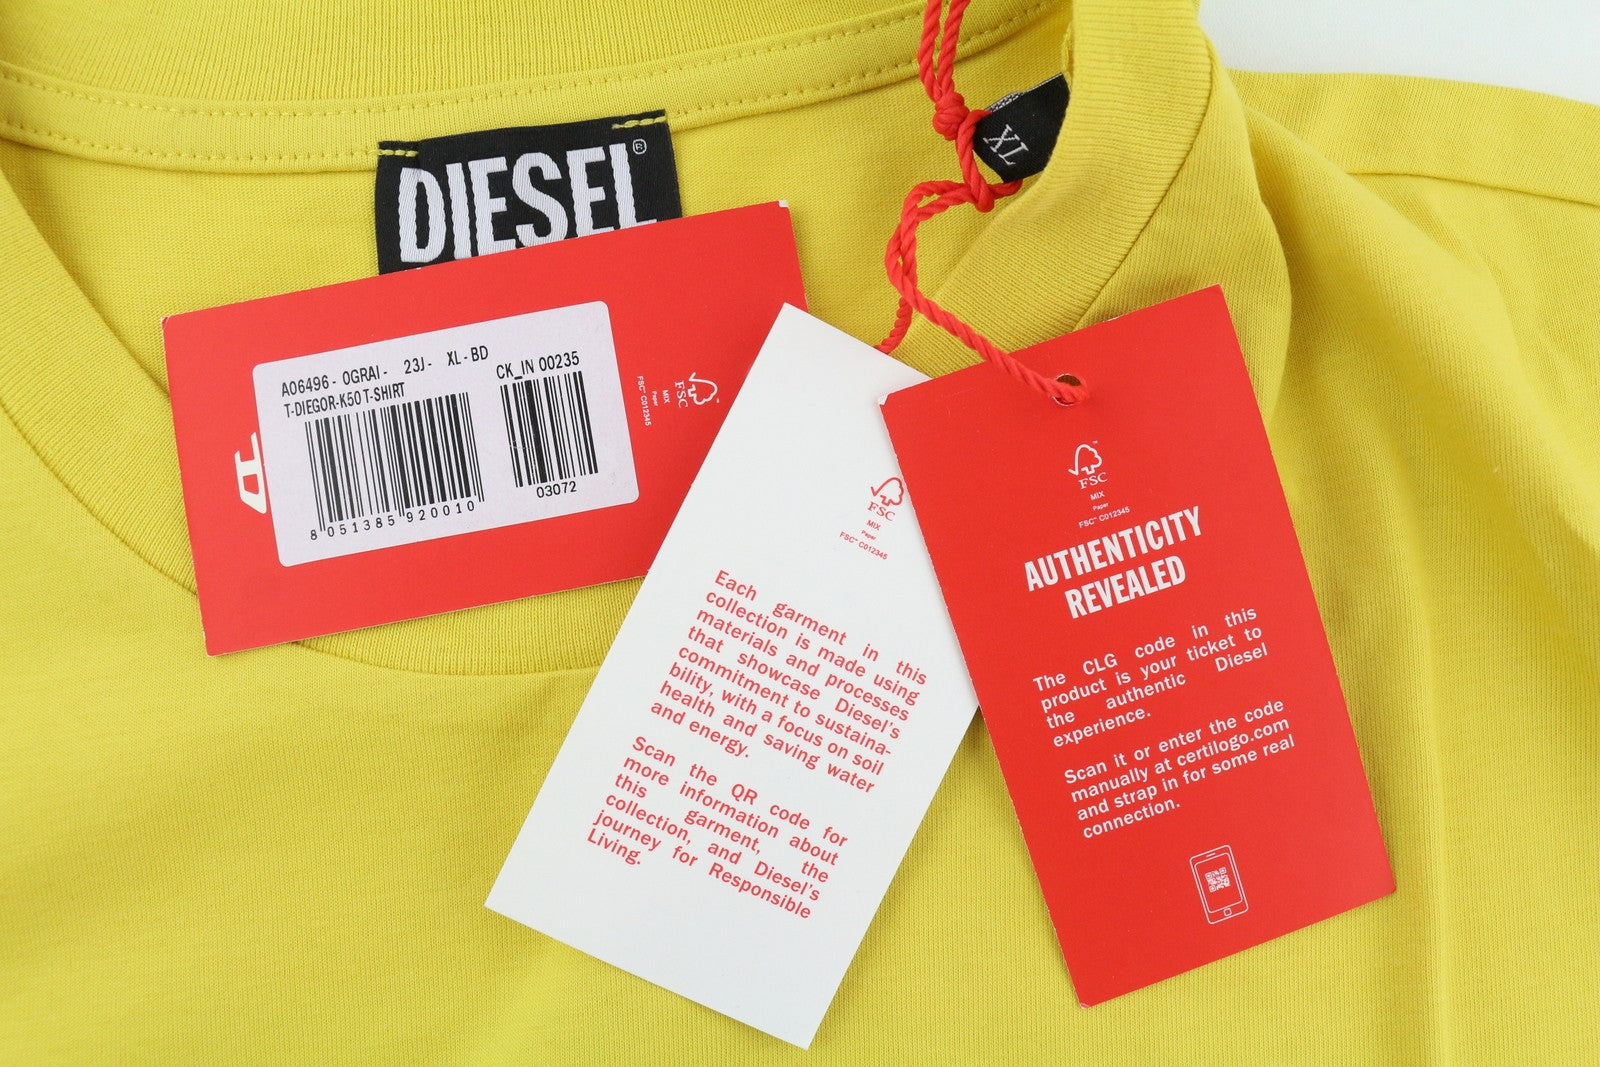 DIESEL®
XL
A06496 - 0GRAI - 23J - XL - BD
T-DIEGOR-K50 T-SHIRT
CK_IN 00235
8 051385 920010
03072
FSC
MIX
Paper
FSC™ C012345
FSC
MIX
Paper
FSC™ C012345
Each garment in this
collection is made using
materials and processes
that showcase Diesel's
commitment to sustaina-
bility, with a focus on soil
health and saving water
and energy.
Scan the QR code for
more information about
this garment, the
collection, and Diesel's
journey for Responsible
Living.
FSC™
MIX
Paper
FSC™ C012345
AUTHENTICITY
REVEALED
The CLG code in this
product is your ticket to
the authentic Diesel
experience.
Scan it or enter the code
manually at certilogo.com
and strap in for some real
connection.